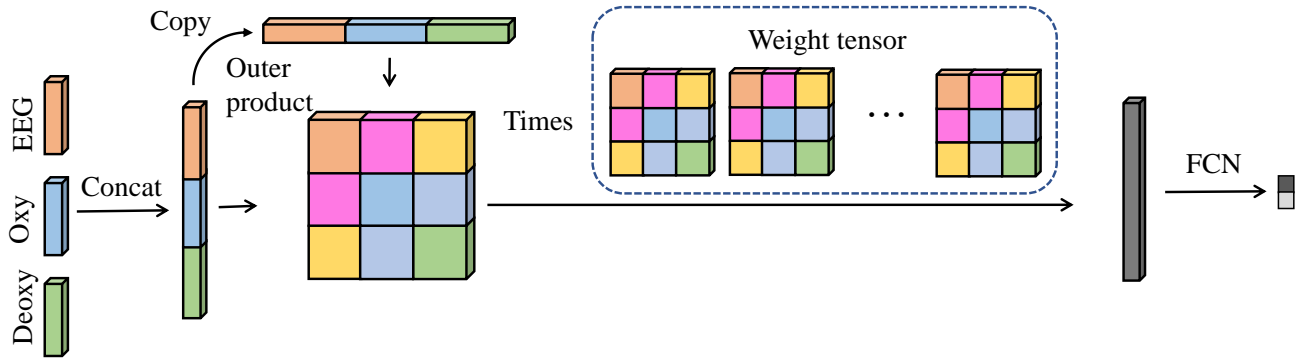 Copy
Weight tensor
Outer
product
EEG
Times
. . .
Concat
FCN
Oxy
Deoxy